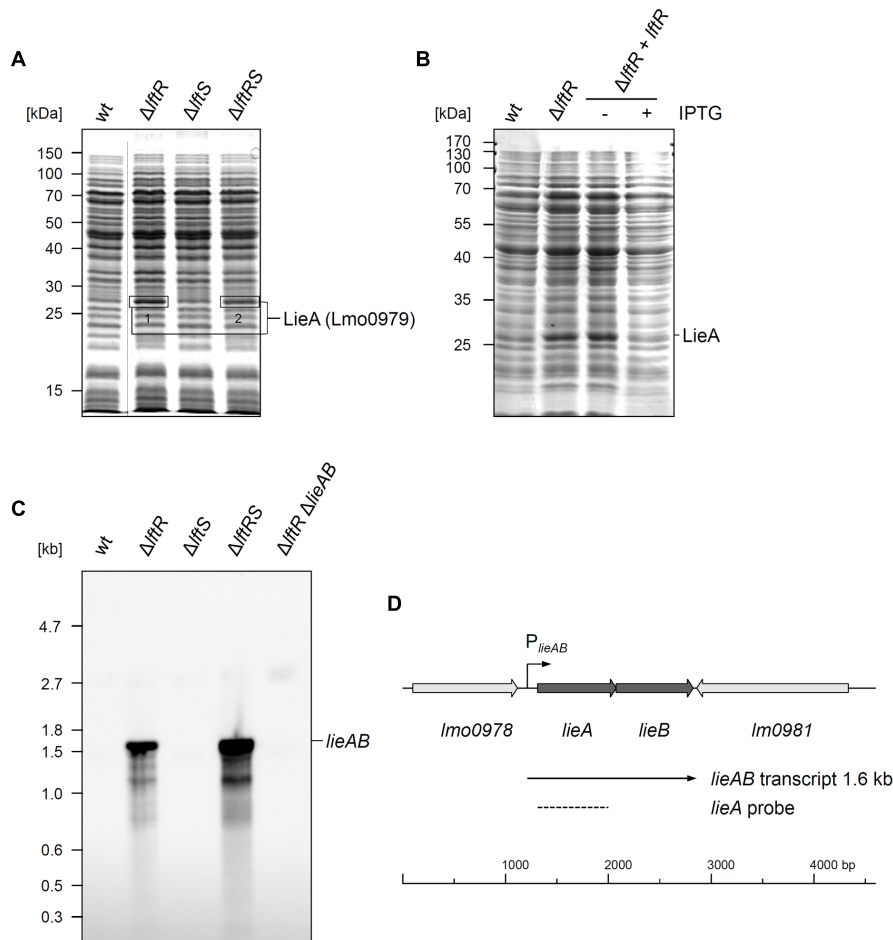 A
[kDa]
wt
ΔlftR
ΔlftS
ΔlftRS
150
100
70
50
40
30
25
15
1
2
LieA (Lmo0979)
B
ΔlftR + lftR
[kDa]
wt
ΔlftR
- + IPTG
170
130
100
70
55
40
35
25
LieA
C
[kb]
wt
ΔlftR
ΔlftS
ΔlftRS
ΔlftR ΔlieAB
4.7
2.7
1.8
1.5
1.0
0.6
0.5
0.3
lieAB
D
PlieAB
lmo0978 lieA lieB lm0981
lieAB transcript 1.6 kb
lieA probe
1000 2000 3000 4000 bp